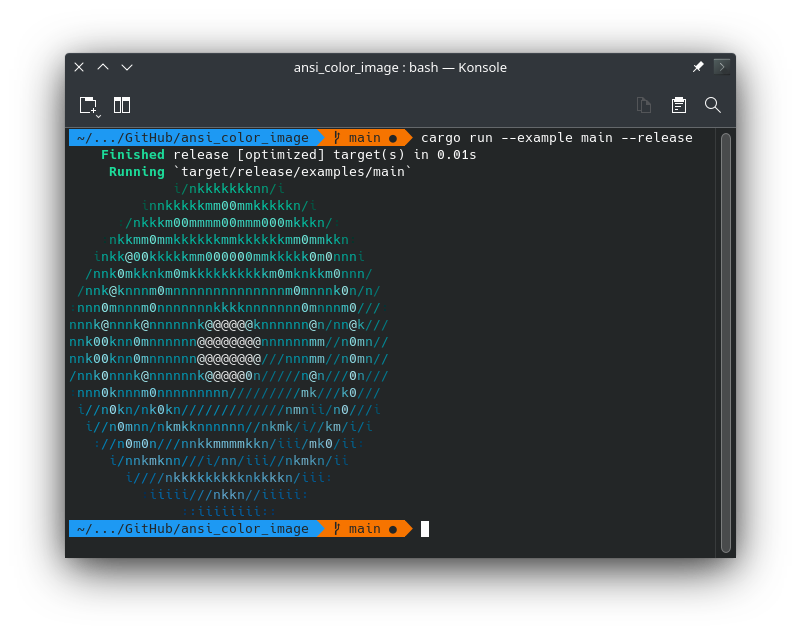 ansi_color_image : bash — Konsole
~/.../GitHub/ansi_color_image main ● cargo run --example main --release
Finished release [optimized] target(s) in 0.01s
Running `target/release/examples/main`
i/nkkkkkkknn/i
innkkkkkmm00mmkkkkkn/i
/nkkkm00mmmm00mmm000mkkkn/
nkkmm0mmkkkkkkmmkkkkkkmm0mmkkn
inkk@00kkkkkmm000000mmkkkkk0m0nnni
/nnk0mkknkm0mkkkkkkkkkkm0mknkkm0nnn/
/nnk@knnnm0mnnnnnnnnnnnnnnm0mnnnk0n/n/
nnn0mnnnm0nnnnnnnkkkknnnnnnn0mnnnm0///
nnnk@nnnk@nnnnnnk@@@@@@knnnnnn@n/nn@k///
nnk00knn0mnnnnnn@@@@@@@@nnnnnnmm//n0mn//
nnk00knn0mnnnnnn@@@@@@@@///nnnmm//n0mn//
/nnk0nnnk@nnnnnnk@@@@@0n/////n@n///0n///
nnn0knnnm0nnnnnnnnn/////////mk///k0///
i//n0kn/nk0kn/////////////nmnii/n0///i
i//n0mnn/nkmkknnnnnn//nkmk/i//km/i/i
:://n0m0n///nnkkmmmmkkn/iii/mk0/ii:
i/nnkmknn///i/nn/iii//nkmkn/ii
i////nkkkkkkkkknkkkkn/iii:
iiiii///nkkn//iiiii:
::iiiiiiii::
~/.../GitHub/ansi_color_image main ●